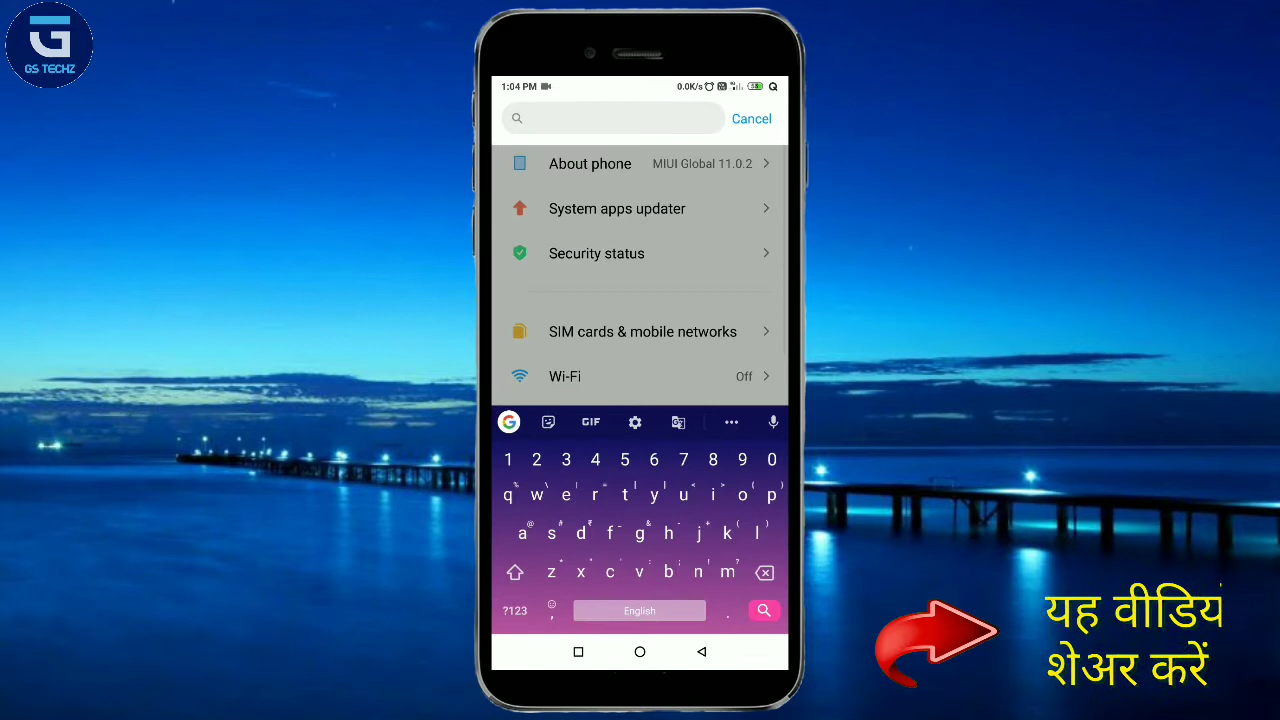 GS TECHZ
1:04 PM
0.0K/s
Cancel
About phone MIUI Global 11.0.2
System apps updater
Security status
SIM cards & mobile networks
Wi-Fi Off
G GIF
1 2 3 4 5 6 7 8 9 0
q w e r t y u i o p
a s d f g h j k l
z x c v b n m
?123 , English .
यह वीडिय
शेअर करें